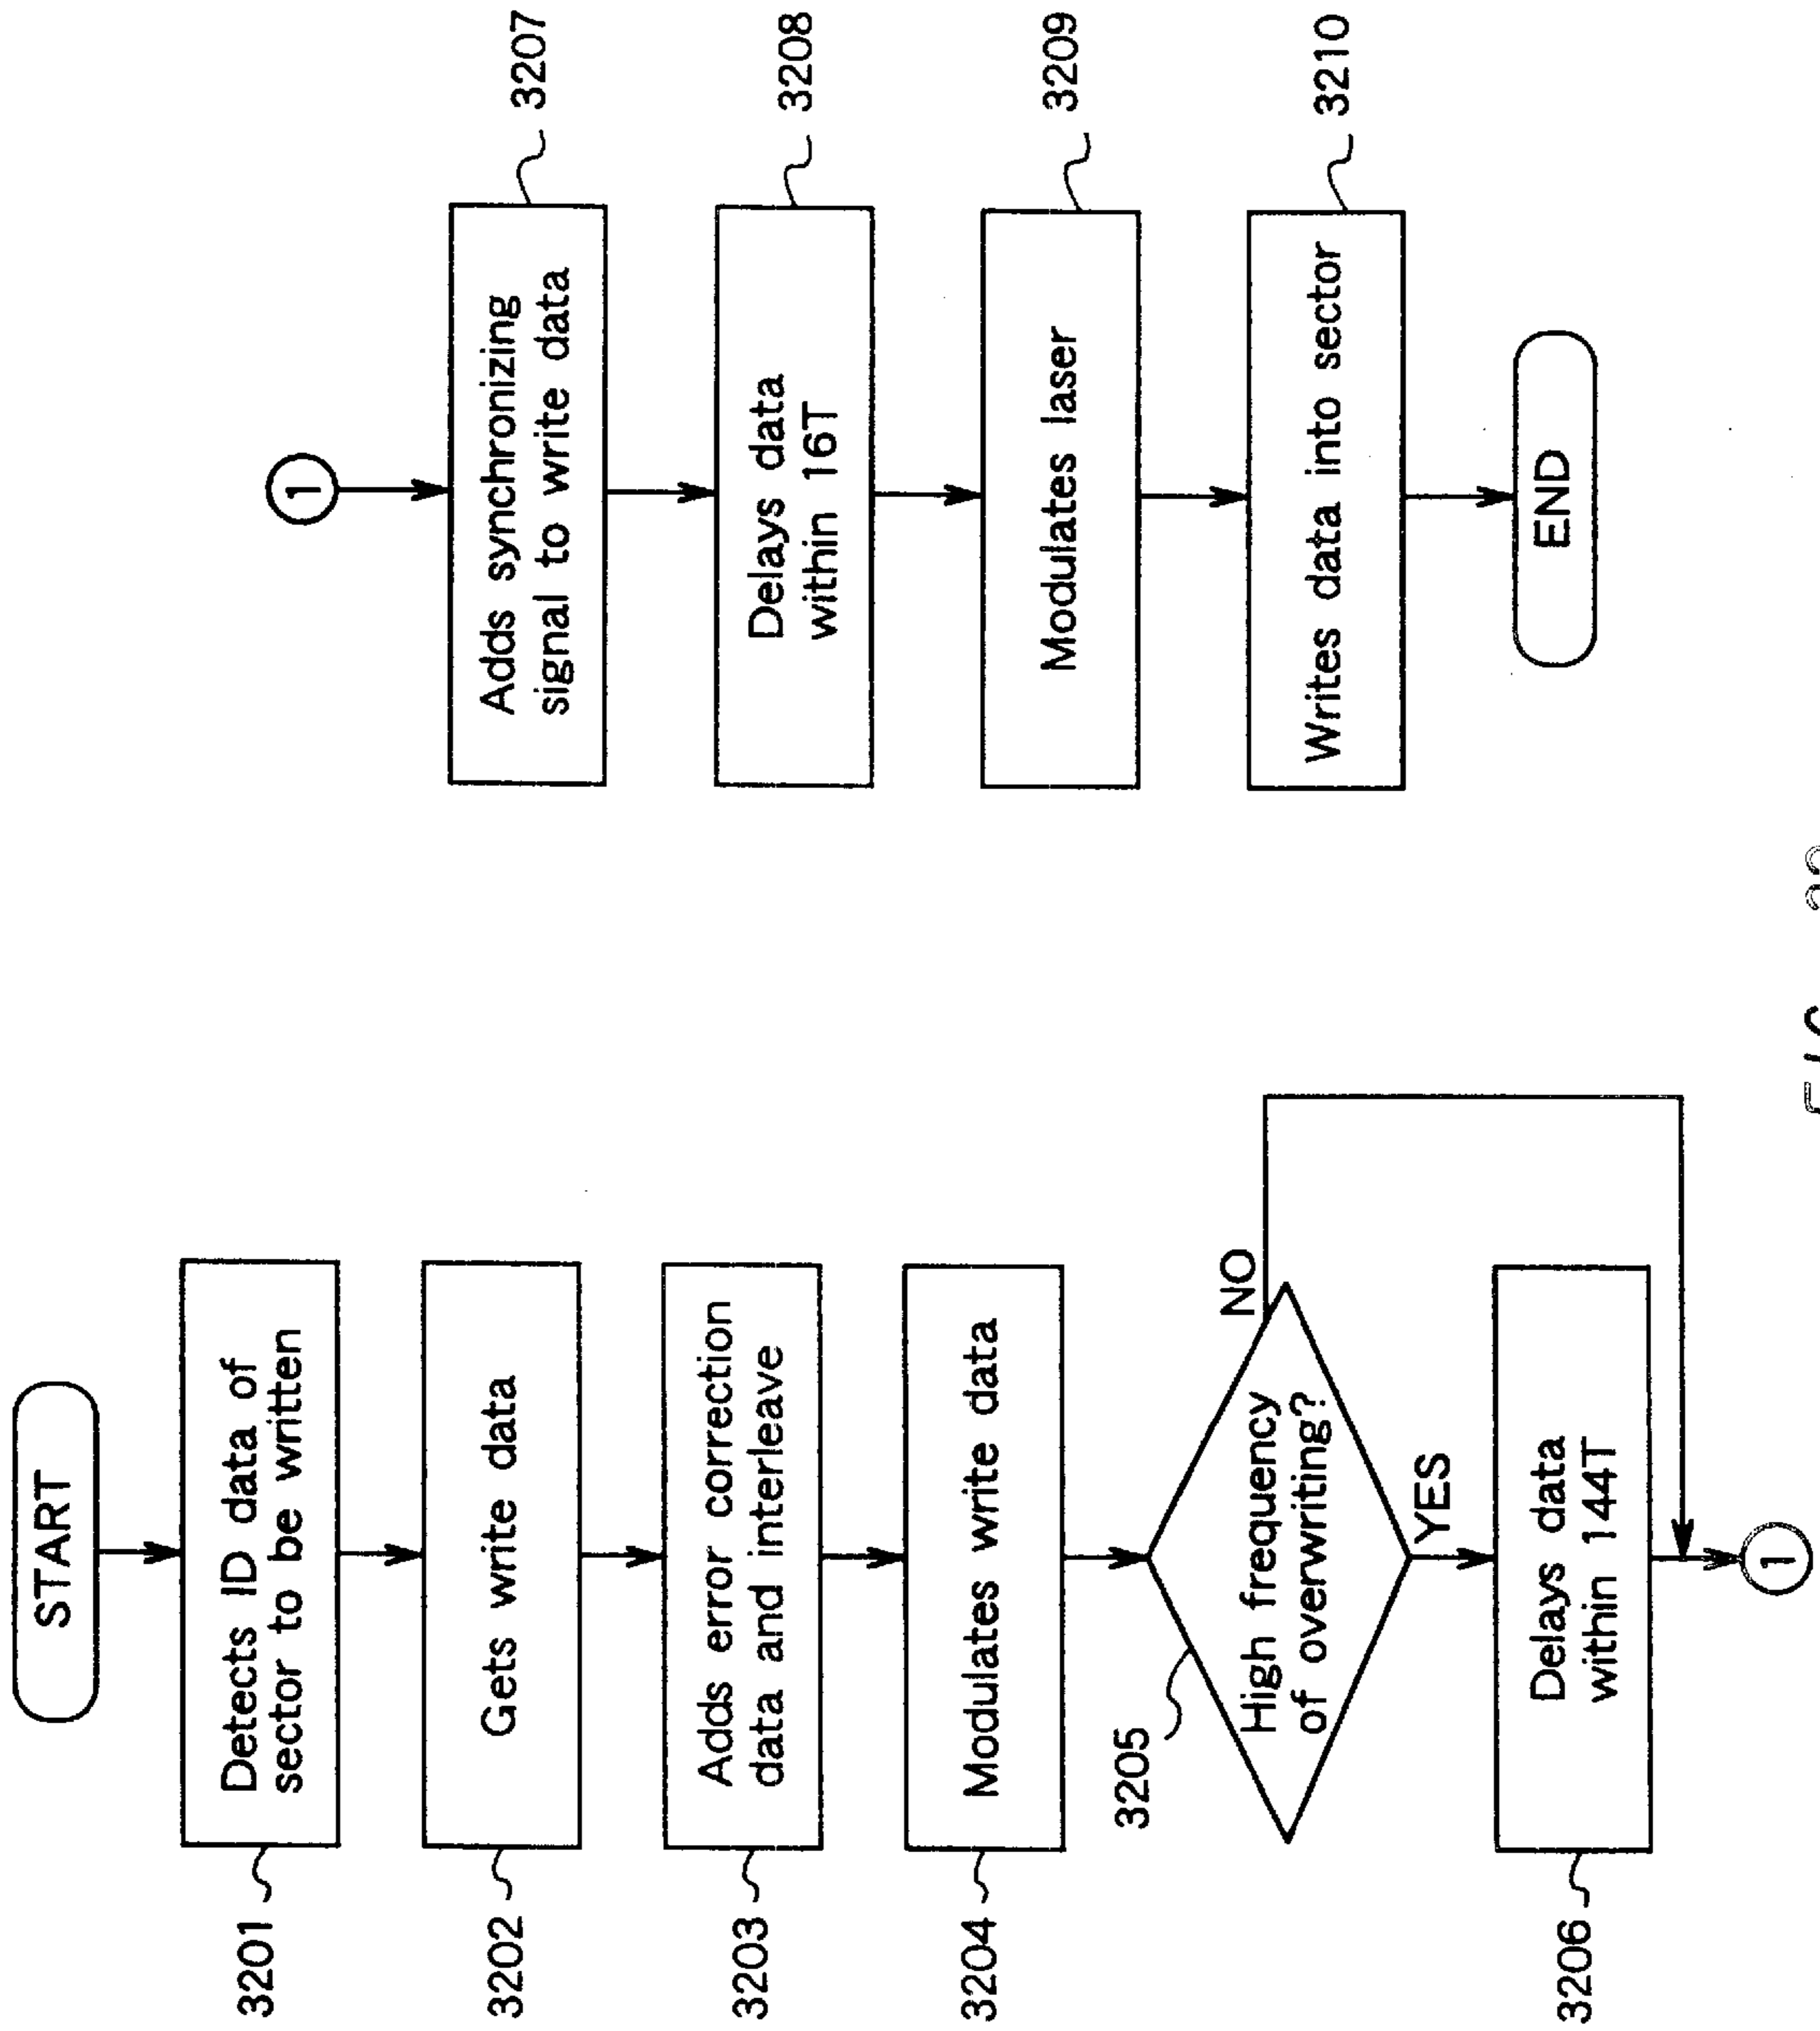 START
3201
Detects ID data of
sector to be written
3202
Gets write data
3203
Adds error correction
data and interleave
3204
Modulates write data
3205
High frequency
of overwriting?
NO
YES
3206
Delays data
within 144T
1
1
Adds synchronizing
signal to write data
3207
Delays data
within 16T
3208
Modulates laser
3209
Writes data into sector
3210
END